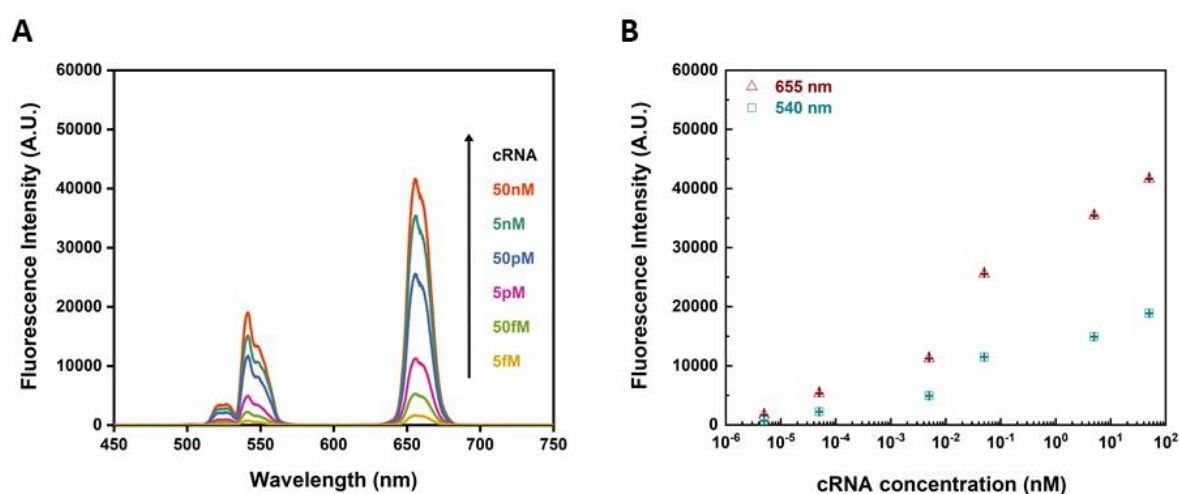 A
60000
50000
40000
30000
20000
10000
0
Fluorescence Intensity (A.U.)
450 500 550 600 650 700 750
Wavelength (nm)
cRNA
50nM
5nM
50pM
5pM
50fM
5fM
B
60000
50000
40000
30000
20000
10000
0
Fluorescence Intensity (A.U.)
655 nm
540 nm
10⁻⁶ 10⁻⁵ 10⁻⁴ 10⁻³ 10⁻² 10⁻¹ 10⁰ 10¹ 10²
cRNA concentration (nM)